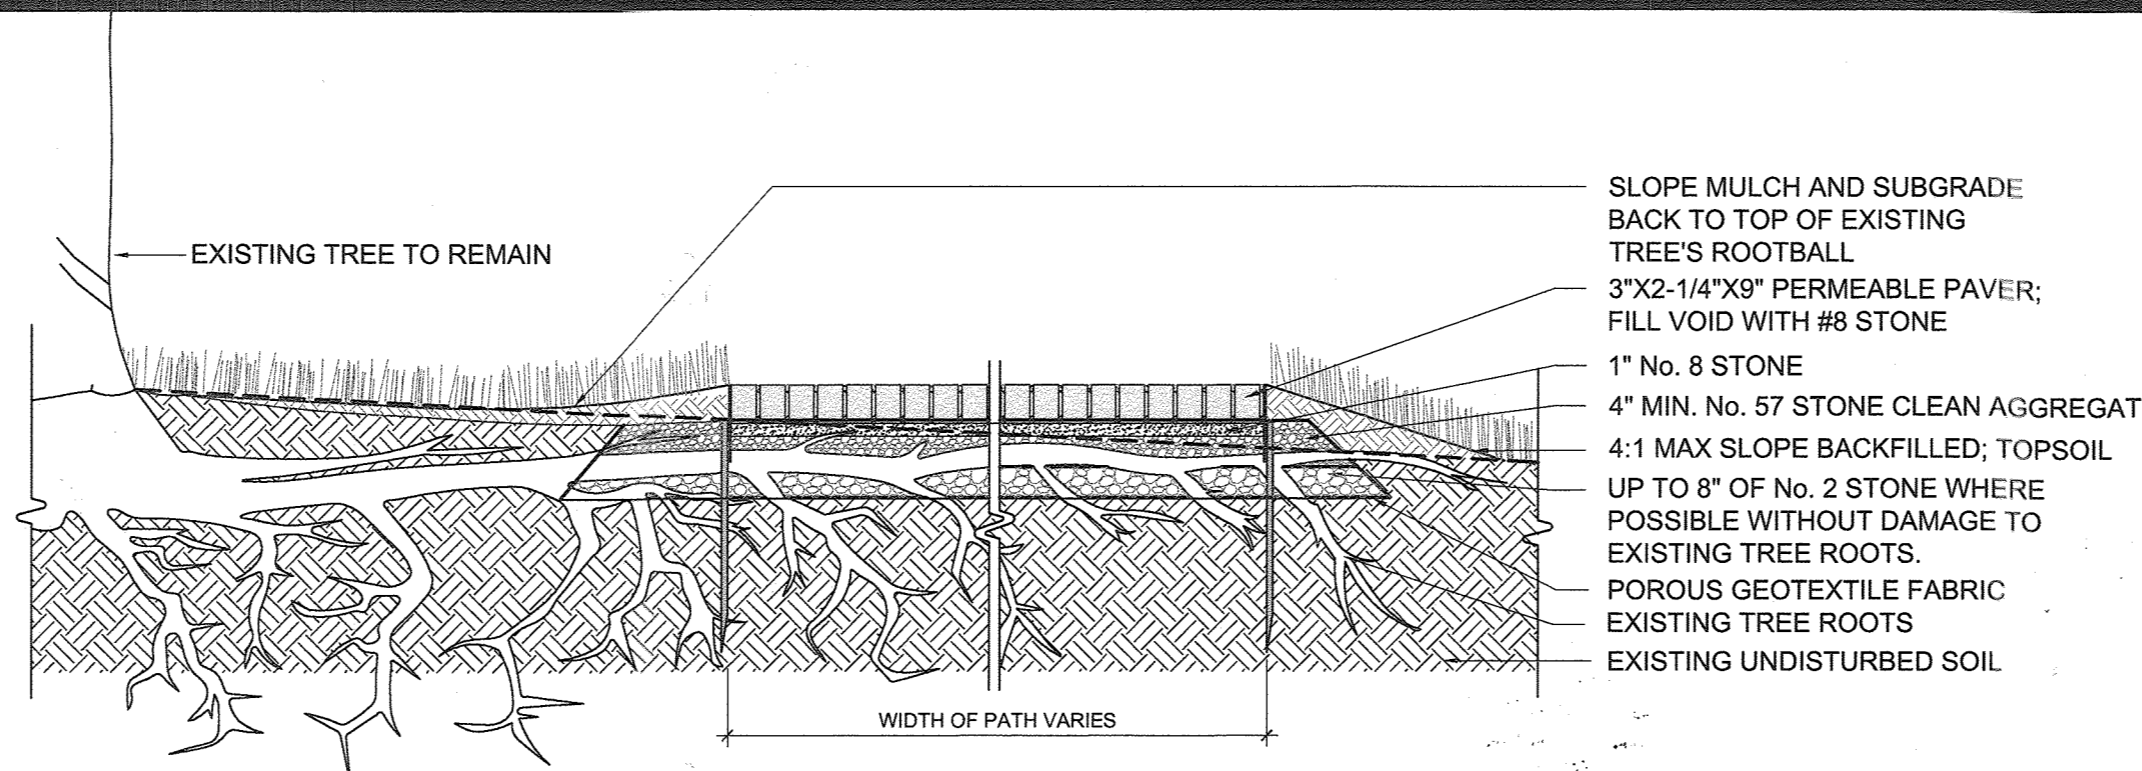 EXISTING TREE TO REMAIN
SLOPE MULCH AND SUBGRADE
BACK TO TOP OF EXISTING
TREE'S ROOTBALL
3"X2-1/4"X9" PERMEABLE PAVER;
FILL VOID WITH #8 STONE
1" No. 8 STONE
4" MIN. No. 57 STONE CLEAN AGGREGAT
4:1 MAX SLOPE BACKFILLED; TOPSOIL
UP TO 8" OF No. 2 STONE WHERE
POSSIBLE WITHOUT DAMAGE TO
EXISTING TREE ROOTS.
POROUS GEOTEXTILE FABRIC
EXISTING TREE ROOTS
EXISTING UNDISTURBED SOIL
WIDTH OF PATH VARIES